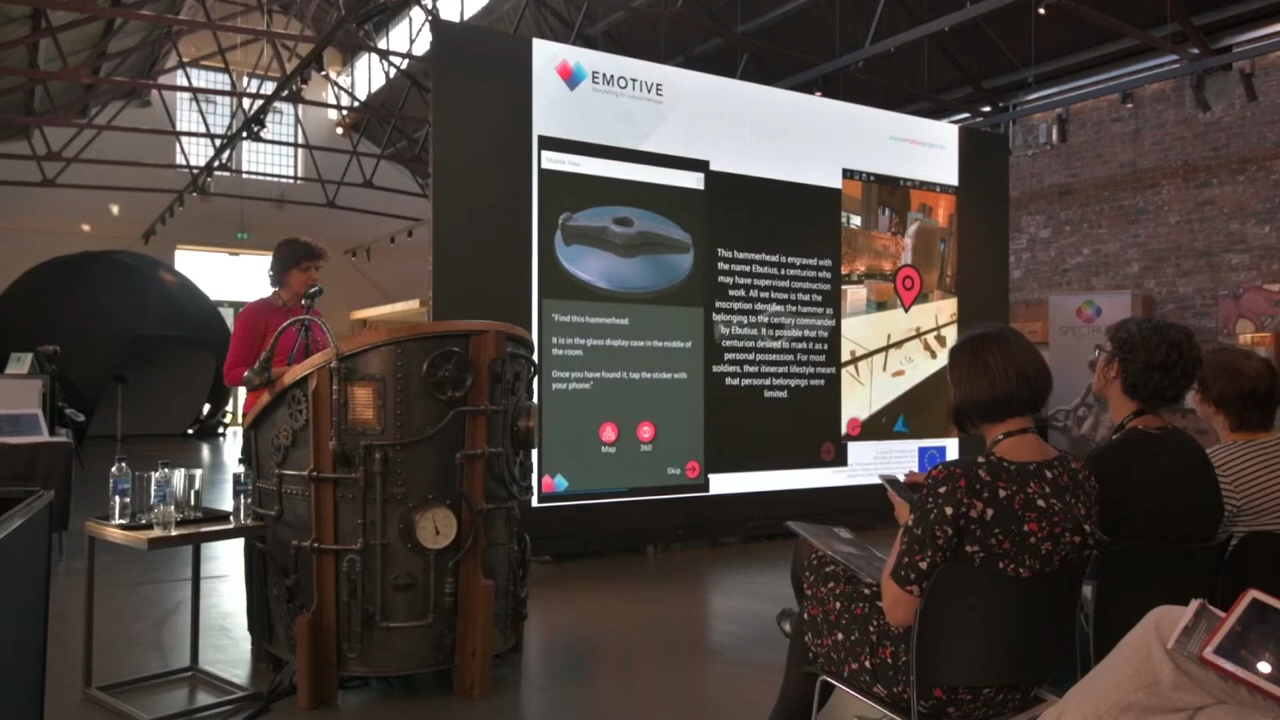 EMOTIVE
Storytelling for cultural heritage
www.emotiveproject.eu
Mobile View
"Find this hammerhead.
It is in the glass display case in the middle of
the room.
Once you have found it, tap the sticker with
your phone."
Map
360
Skip
This hammerhead is engraved with
the name Ebutius, a centurion who
may have supervised construction
work. All we know is that the
inscription identifies the hammer as
belonging to the century commanded
by Ebutius. It is possible that the
centurion desired to mark it as a
personal possession. For most
soldiers, their itinerant lifestyle meant
that personal belongings were
limited.